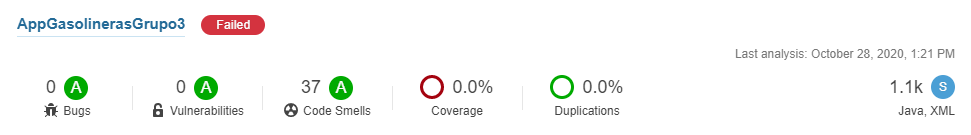 AppGasolinerasGrupo3 Failed
Last analysis: October 28, 2020, 1:21 PM
0 A 0 A 37 A 0.0% 0.0% 1.1k S
Bugs Vulnerabilities Code Smells Coverage Duplications Java, XML